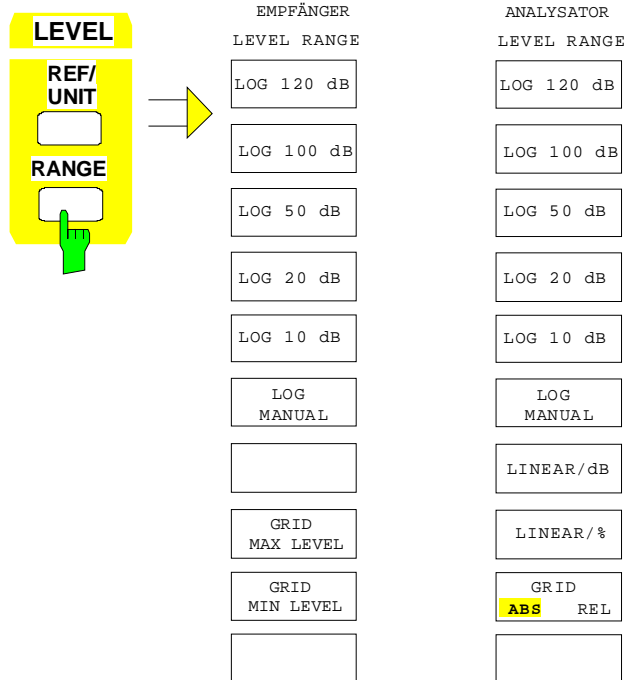 LEVEL
REF/
UNIT
RANGE
EMPFÄNGER
LEVEL RANGE
LOG 120 dB
LOG 100 dB
LOG 50 dB
LOG 20 dB
LOG 10 dB
LOG
MANUAL
GRID
MAX LEVEL
GRID
MIN LEVEL
ANALYSATOR
LEVEL RANGE
LOG 120 dB
LOG 100 dB
LOG 50 dB
LOG 20 dB
LOG 10 dB
LOG
MANUAL
LINEAR/dB
LINEAR/%
GRID
ABS REL